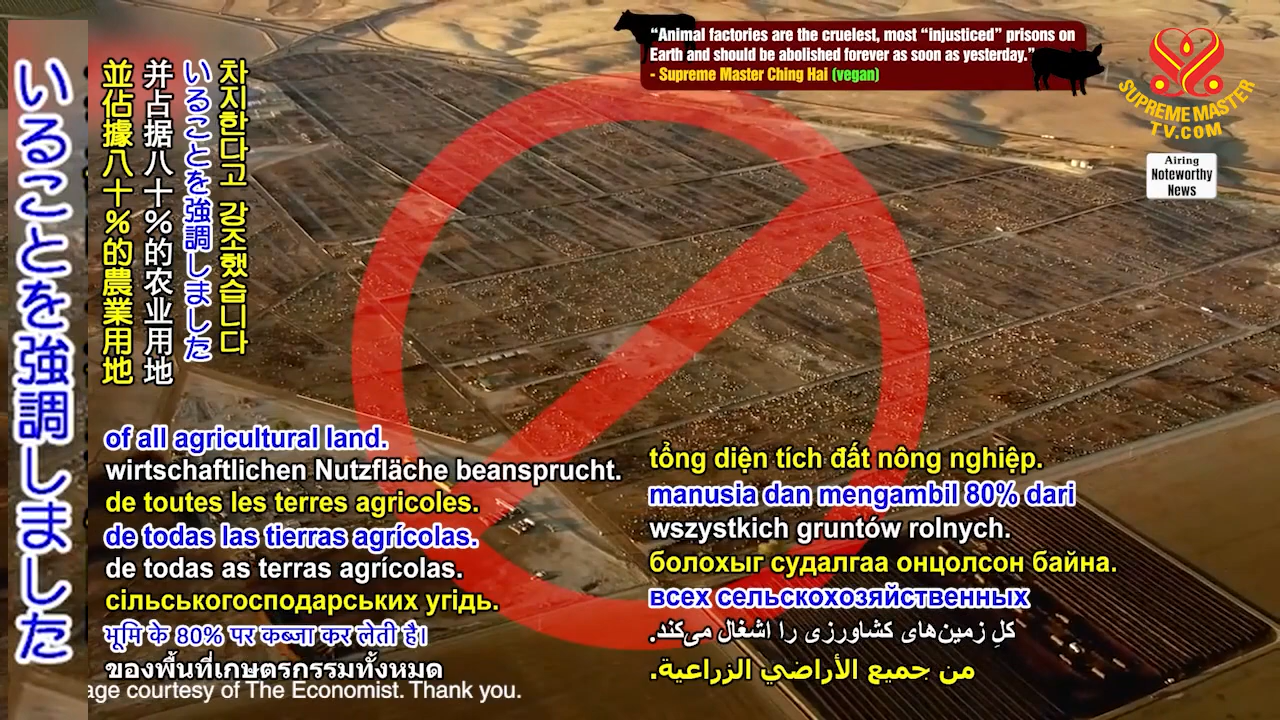 “Animal factories are the cruelest, most “injusticed” prisons on
Earth and should be abolished forever as soon as yesterday.”
- Supreme Master Ching Hai (vegan)
SUPREME MASTER
TV.COM
Airing
Noteworthy
News
차지한다고 강조했습니다
いることを強調しました
并占据八十%的农业用地
並佔據八十%的農業用地
いることを強調しました
of all agricultural land.
wirtschaftlichen Nutzfläche beansprucht.
de toutes les terres agricoles.
de todas las tierras agrícolas.
de todas as terras agrícolas.
сільськогосподарських угідь.
भूमि के 80% पर कब्जा कर लेती है।
ของพื้นที่เกษตรกรรมทั้งหมด
tổng diện tích đất nông nghiệp.
manusia dan mengambil 80% dari
wszystkich gruntów rolnych.
болохыг судалгаа онцолсон байна.
всех сельскохозяйственных
کلِ زمین‌های کشاورزی را اشغال می‌کند.
من جميع الأراضي الزراعية.
age courtesy of The Economist. Thank you.